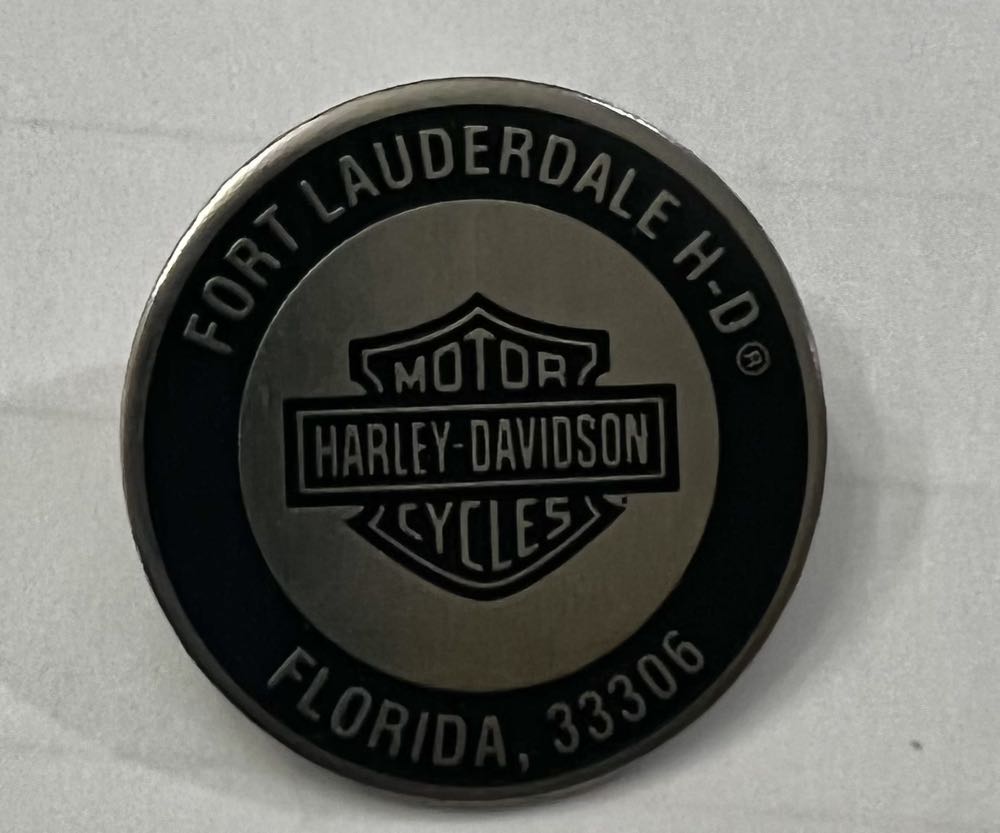 FORT LAUDERDALE H-D®
MOTOR
HARLEY-DAVIDSON
CYCLES
FLORIDA, 33306